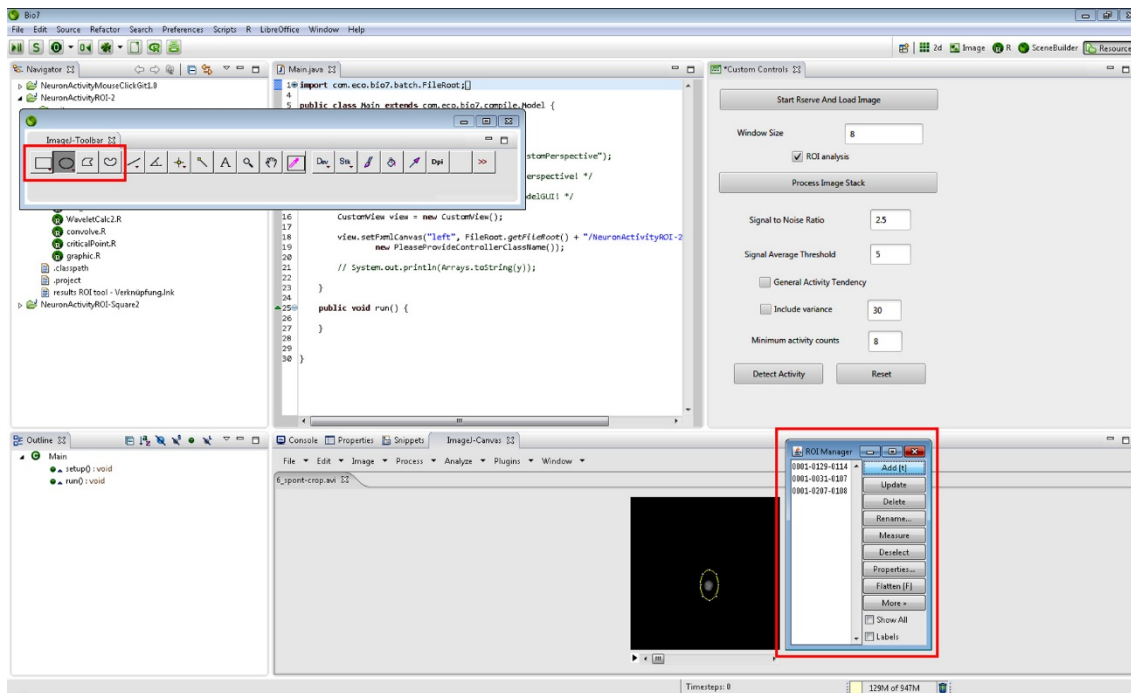 Bio7
File Edit Source Refactor Search Preferences Scripts R LibreOffice Window Help
2d Image R SceneBuilder Resource
Navigator
NeuronActivityMouseClickGit1.0
NeuronActivityROI-2
ImageJ-Toolbar
A Dev Stk Dpi >>
WaveletCalc2.R
convolve.R
criticalPoint.R
graphic.R
.classpath
.project
results ROI tool - Verknüpfung.lnk
NeuronActivityROI-Square2
Main.java
1 import com.eco.bio7.batch.FileRoot;
4
5 public class Main extends com.eco.bio7.compile.Model {
stomPerspective");
erspective! */
delGUI! */
16 CustomView view = new CustomView();
17
18 view.setFxmlCanvas("left", FileRoot.getFileRoot() + "/NeuronActivityROI-2
19 new PleaseProvideControllerClassName());
20
21 // System.out.println(Arrays.toString(y));
22
23 }
24
25 public void run() {
26
27 }
28
29
30 }
*Custom Controls
Start Rserve And Load Image
Window Size 8
ROI analysis
Process Image Stack
Signal to Noise Ratio 2.5
Signal Average Threshold 5
General Activity Tendency
Include variance 30
Minimum activity counts 8
Detect Activity Reset
Outline
Main
setup() : void
run() : void
Console Properties Snippets ImageJ-Canvas
File Edit Image Process Analyze Plugins Window
6_spont-crop.avi
ROI Manager
0001-0129-0114
0001-0031-0107
0001-0207-0108
Add [t]
Update
Delete
Rename...
Measure
Deselect
Properties...
Flatten [F]
More »
Show All
Labels
Timesteps: 0
129M of 947M